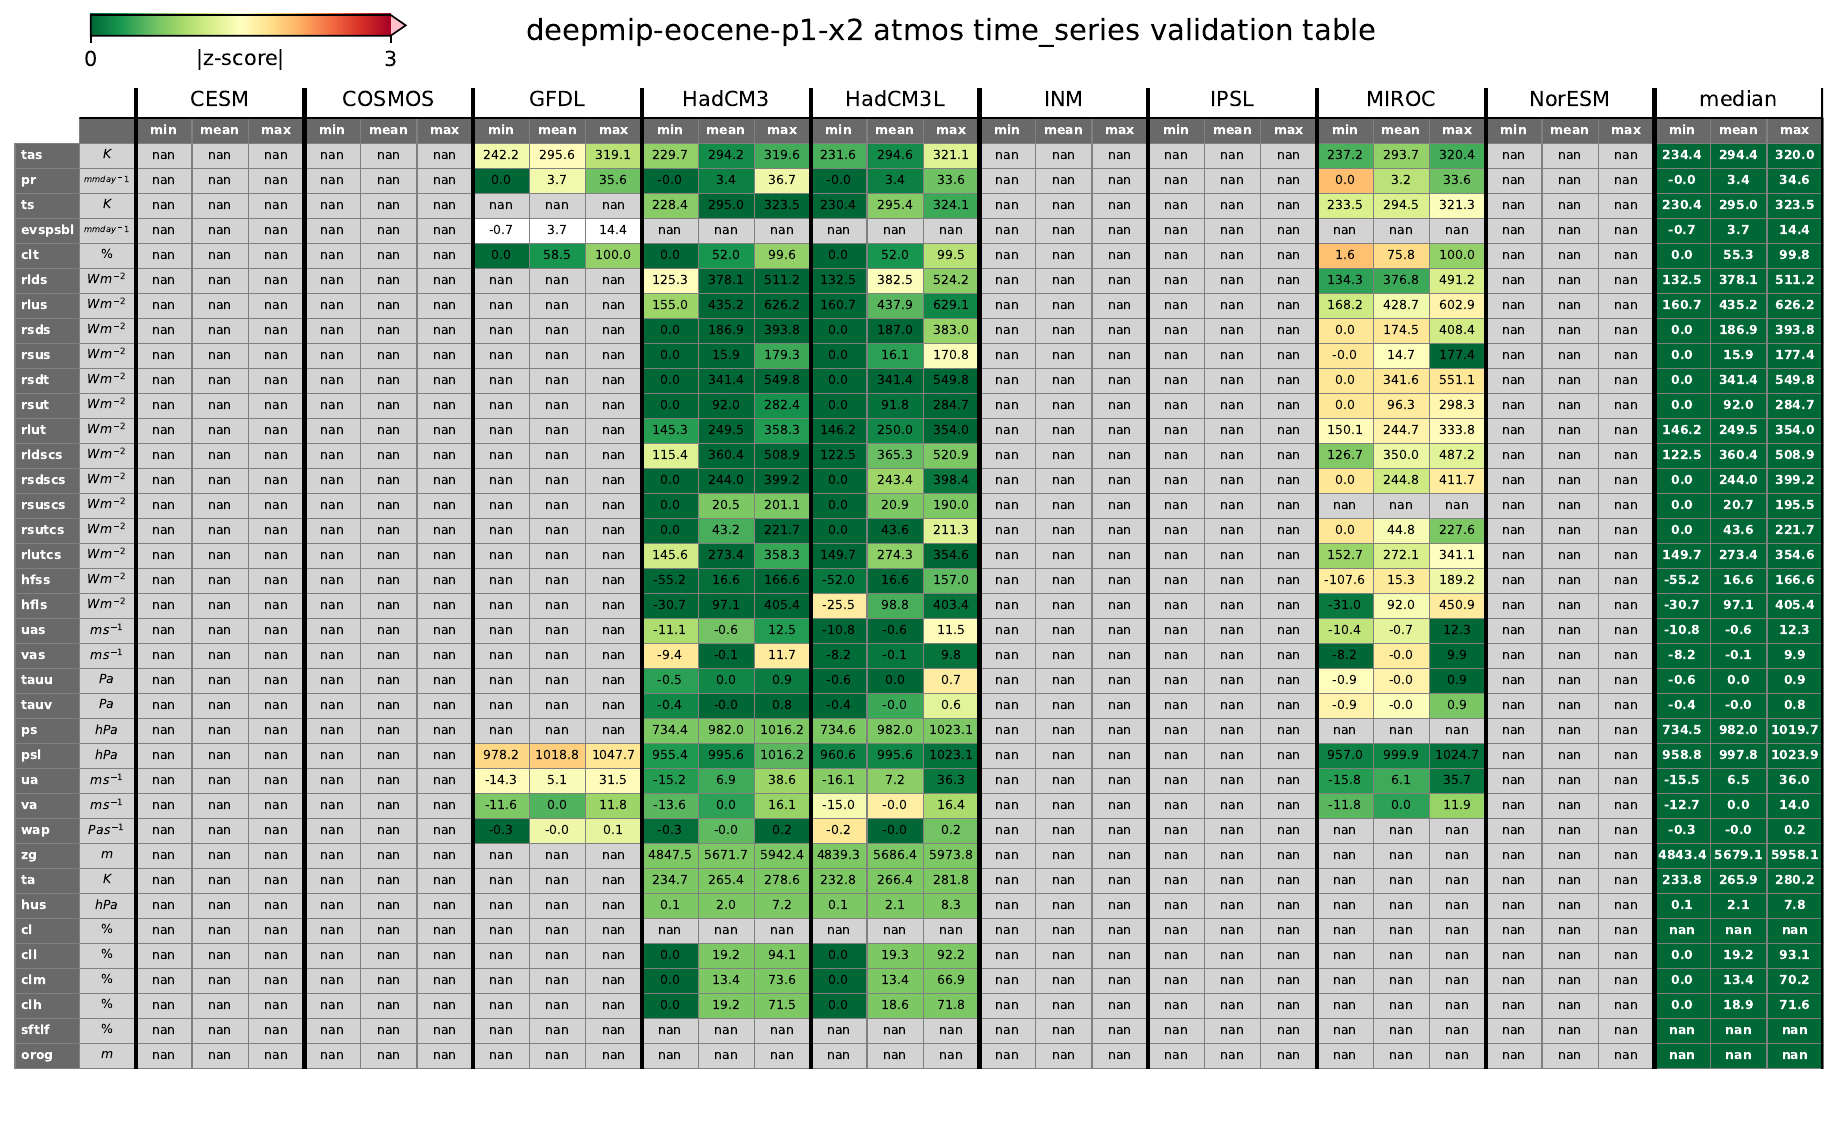 deepmip-eocene-p1-x2 atmos time_series validation table
0 |z-score| 3
CESM COSMOS GFDL HadCM3 HadCM3L INM IPSL MIROC NorESM median
min mean max min mean max min mean max min mean max min mean max min mean max min mean max min mean max min mean max min mean max
tas K nan nan nan nan nan nan 242.2 295.6 319.1 229.7 294.2 319.6 231.6 294.6 321.1 nan nan nan nan nan nan 237.2 293.7 320.4 nan nan nan 234.4 294.4 320.0
pr mmday−1 nan nan nan nan nan nan 0.0 3.7 35.6 -0.0 3.4 36.7 -0.0 3.4 33.6 nan nan nan nan nan nan 0.0 3.2 33.6 nan nan nan -0.0 3.4 34.6
ts K nan nan nan nan nan nan nan nan nan 228.4 295.0 323.5 230.4 295.4 324.1 nan nan nan nan nan nan 233.5 294.5 321.3 nan nan nan 230.4 295.0 323.5
evspsbl mmday−1 nan nan nan nan nan nan -0.7 3.7 14.4 nan nan nan nan nan nan nan nan nan nan nan nan nan nan nan nan nan nan -0.7 3.7 14.4
clt % nan nan nan nan nan nan 0.0 58.5 100.0 0.0 52.0 99.6 0.0 52.0 99.5 nan nan nan nan nan nan 1.6 75.8 100.0 nan nan nan 0.0 55.3 99.8
rlds Wm−2 nan nan nan nan nan nan nan nan nan 125.3 378.1 511.2 132.5 382.5 524.2 nan nan nan nan nan nan 134.3 376.8 491.2 nan nan nan 132.5 378.1 511.2
rlus Wm−2 nan nan nan nan nan nan nan nan nan 155.0 435.2 626.2 160.7 437.9 629.1 nan nan nan nan nan nan 168.2 428.7 602.9 nan nan nan 160.7 435.2 626.2
rsds Wm−2 nan nan nan nan nan nan nan nan nan 0.0 186.9 393.8 0.0 187.0 383.0 nan nan nan nan nan nan 0.0 174.5 408.4 nan nan nan 0.0 186.9 393.8
rsus Wm−2 nan nan nan nan nan nan nan nan nan 0.0 15.9 179.3 0.0 16.1 170.8 nan nan nan nan nan nan -0.0 14.7 177.4 nan nan nan 0.0 15.9 177.4
rsdt Wm−2 nan nan nan nan nan nan nan nan nan 0.0 341.4 549.8 0.0 341.4 549.8 nan nan nan nan nan nan 0.0 341.6 551.1 nan nan nan 0.0 341.4 549.8
rsut Wm−2 nan nan nan nan nan nan nan nan nan 0.0 92.0 282.4 0.0 91.8 284.7 nan nan nan nan nan nan 0.0 96.3 298.3 nan nan nan 0.0 92.0 284.7
rlut Wm−2 nan nan nan nan nan nan nan nan nan 145.3 249.5 358.3 146.2 250.0 354.0 nan nan nan nan nan nan 150.1 244.7 333.8 nan nan nan 146.2 249.5 354.0
rldscs Wm−2 nan nan nan nan nan nan nan nan nan 115.4 360.4 508.9 122.5 365.3 520.9 nan nan nan nan nan nan 126.7 350.0 487.2 nan nan nan 122.5 360.4 508.9
rsdscs Wm−2 nan nan nan nan nan nan nan nan nan 0.0 244.0 399.2 0.0 243.4 398.4 nan nan nan nan nan nan 0.0 244.8 411.7 nan nan nan 0.0 244.0 399.2
rsuscs Wm−2 nan nan nan nan nan nan nan nan nan 0.0 20.5 201.1 0.0 20.9 190.0 nan nan nan nan nan nan nan nan nan nan nan nan 0.0 20.7 195.5
rsutcs Wm−2 nan nan nan nan nan nan nan nan nan 0.0 43.2 221.7 0.0 43.6 211.3 nan nan nan nan nan nan 0.0 44.8 227.6 nan nan nan 0.0 43.6 221.7
rlutcs Wm−2 nan nan nan nan nan nan nan nan nan 145.6 273.4 358.3 149.7 274.3 354.6 nan nan nan nan nan nan 152.7 272.1 341.1 nan nan nan 149.7 273.4 354.6
hfss Wm−2 nan nan nan nan nan nan nan nan nan -55.2 16.6 166.6 -52.0 16.6 157.0 nan nan nan nan nan nan -107.6 15.3 189.2 nan nan nan -55.2 16.6 166.6
hfls Wm−2 nan nan nan nan nan nan nan nan nan -30.7 97.1 405.4 -25.5 98.8 403.4 nan nan nan nan nan nan -31.0 92.0 450.9 nan nan nan -30.7 97.1 405.4
uas ms−1 nan nan nan nan nan nan nan nan nan -11.1 -0.6 12.5 -10.8 -0.6 11.5 nan nan nan nan nan nan -10.4 -0.7 12.3 nan nan nan -10.8 -0.6 12.3
vas ms−1 nan nan nan nan nan nan nan nan nan -9.4 -0.1 11.7 -8.2 -0.1 9.8 nan nan nan nan nan nan -8.2 -0.0 9.9 nan nan nan -8.2 -0.1 9.9
tauu Pa nan nan nan nan nan nan nan nan nan -0.5 0.0 0.9 -0.6 0.0 0.7 nan nan nan nan nan nan -0.9 -0.0 0.9 nan nan nan -0.6 0.0 0.9
tauv Pa nan nan nan nan nan nan nan nan nan -0.4 -0.0 0.8 -0.4 -0.0 0.6 nan nan nan nan nan nan -0.9 -0.0 0.9 nan nan nan -0.4 -0.0 0.8
ps hPa nan nan nan nan nan nan nan nan nan 734.4 982.0 1016.2 734.6 982.0 1023.1 nan nan nan nan nan nan nan nan nan nan nan nan 734.5 982.0 1019.7
psl hPa nan nan nan nan nan nan 978.2 1018.8 1047.7 955.4 995.6 1016.2 960.6 995.6 1023.1 nan nan nan nan nan nan 957.0 999.9 1024.7 nan nan nan 958.8 997.8 1023.9
ua ms−1 nan nan nan nan nan nan -14.3 5.1 31.5 -15.2 6.9 38.6 -16.1 7.2 36.3 nan nan nan nan nan nan -15.8 6.1 35.7 nan nan nan -15.5 6.5 36.0
va ms−1 nan nan nan nan nan nan -11.6 0.0 11.8 -13.6 0.0 16.1 -15.0 -0.0 16.4 nan nan nan nan nan nan -11.8 0.0 11.9 nan nan nan -12.7 0.0 14.0
wap Pas−1 nan nan nan nan nan nan -0.3 -0.0 0.1 -0.3 -0.0 0.2 -0.2 -0.0 0.2 nan nan nan nan nan nan nan nan nan nan nan nan -0.3 -0.0 0.2
zg m nan nan nan nan nan nan nan nan nan 4847.5 5671.7 5942.4 4839.3 5686.4 5973.8 nan nan nan nan nan nan nan nan nan nan nan nan 4843.4 5679.1 5958.1
ta K nan nan nan nan nan nan nan nan nan 234.7 265.4 278.6 232.8 266.4 281.8 nan nan nan nan nan nan nan nan nan nan nan nan 233.8 265.9 280.2
hus hPa nan nan nan nan nan nan nan nan nan 0.1 2.0 7.2 0.1 2.1 8.3 nan nan nan nan nan nan nan nan nan nan nan nan 0.1 2.1 7.8
cl % nan nan nan nan nan nan nan nan nan nan nan nan nan nan nan nan nan nan nan nan nan nan nan nan nan nan nan nan nan nan
cll % nan nan nan nan nan nan nan nan nan 0.0 19.2 94.1 0.0 19.3 92.2 nan nan nan nan nan nan nan nan nan nan nan nan 0.0 19.2 93.1
clm % nan nan nan nan nan nan nan nan nan 0.0 13.4 73.6 0.0 13.4 66.9 nan nan nan nan nan nan nan nan nan nan nan nan 0.0 13.4 70.2
clh % nan nan nan nan nan nan nan nan nan 0.0 19.2 71.5 0.0 18.6 71.8 nan nan nan nan nan nan nan nan nan nan nan nan 0.0 18.9 71.6
sftlf % nan nan nan nan nan nan nan nan nan nan nan nan nan nan nan nan nan nan nan nan nan nan nan nan nan nan nan nan nan nan
orog m nan nan nan nan nan nan nan nan nan nan nan nan nan nan nan nan nan nan nan nan nan nan nan nan nan nan nan nan nan nan